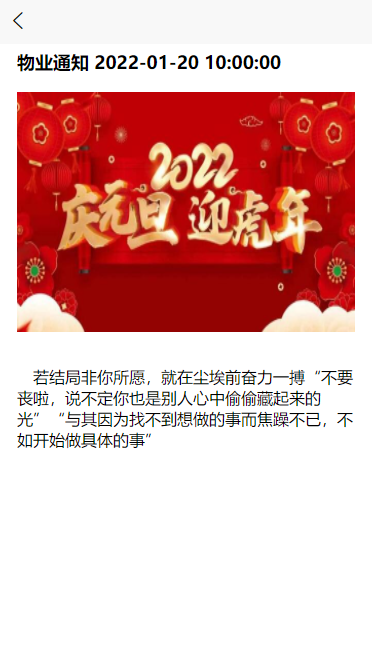 物业通知 2022-01-20 10:00:00
2022
庆元旦 迎虎年
若结局非你所愿，就在尘埃前奋力一搏“不要
丧啦，说不定你也是别人心中偷偷藏起来的
光”“与其因为找不到想做的事而焦躁不已，不
如开始做具体的事”